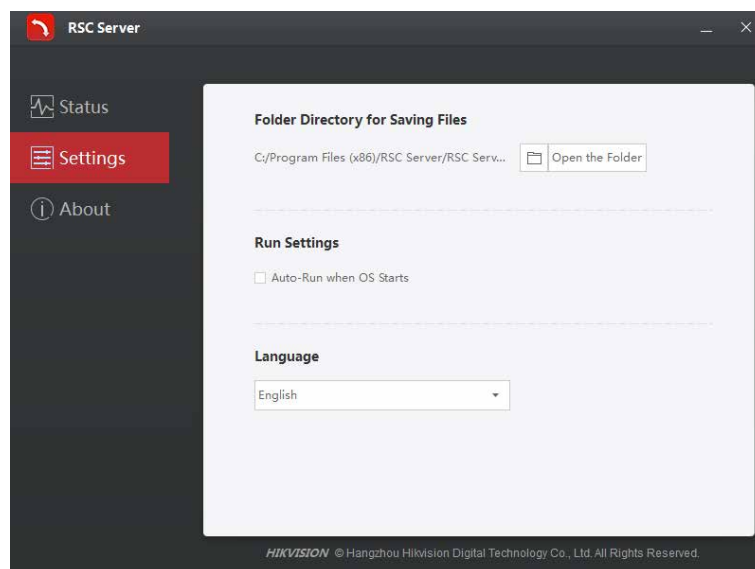 RSC Server
Status
Settings
About
Folder Directory for Saving Files
C:/Program Files (x86)/RSC Server/RSC Serv... Open the Folder
Run Settings
Auto-Run when OS Starts
Language
English
HIKVISION © Hangzhou Hikvision Digital Technology Co., Ltd. All Rights Reserved.